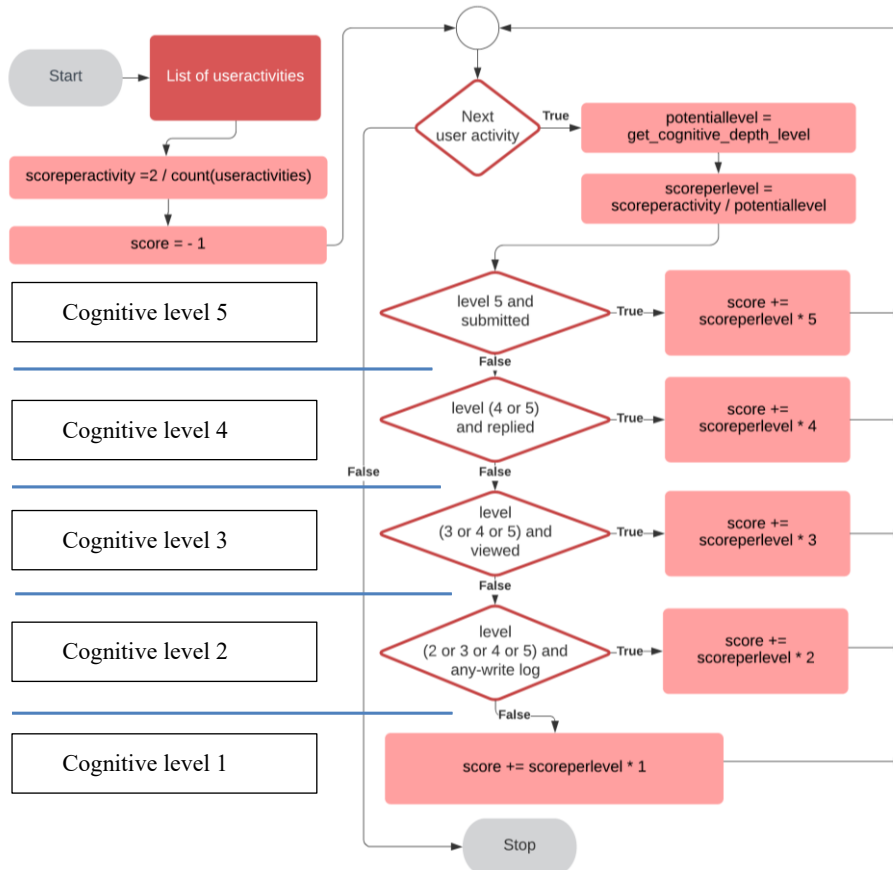 Start
List of useractivities
scoreperactivity =2 / count(useractivities)
score = - 1
Next
user activity
True
potentiallevel =
get_cognitive_depth_level
scoreperlevel =
scoreperactivity / potentiallevel
Cognitive level 5
level 5 and
submitted
True
score +=
scoreperlevel * 5
False
Cognitive level 4
level (4 or 5)
and replied
True
score +=
scoreperlevel * 4
False
False
Cognitive level 3
level
(3 or 4 or 5) and
viewed
True
score +=
scoreperlevel * 3
False
Cognitive level 2
level
(2 or 3 or 4 or 5) and
any-write log
True
score +=
scoreperlevel * 2
False
Cognitive level 1
score += scoreperlevel * 1
Stop